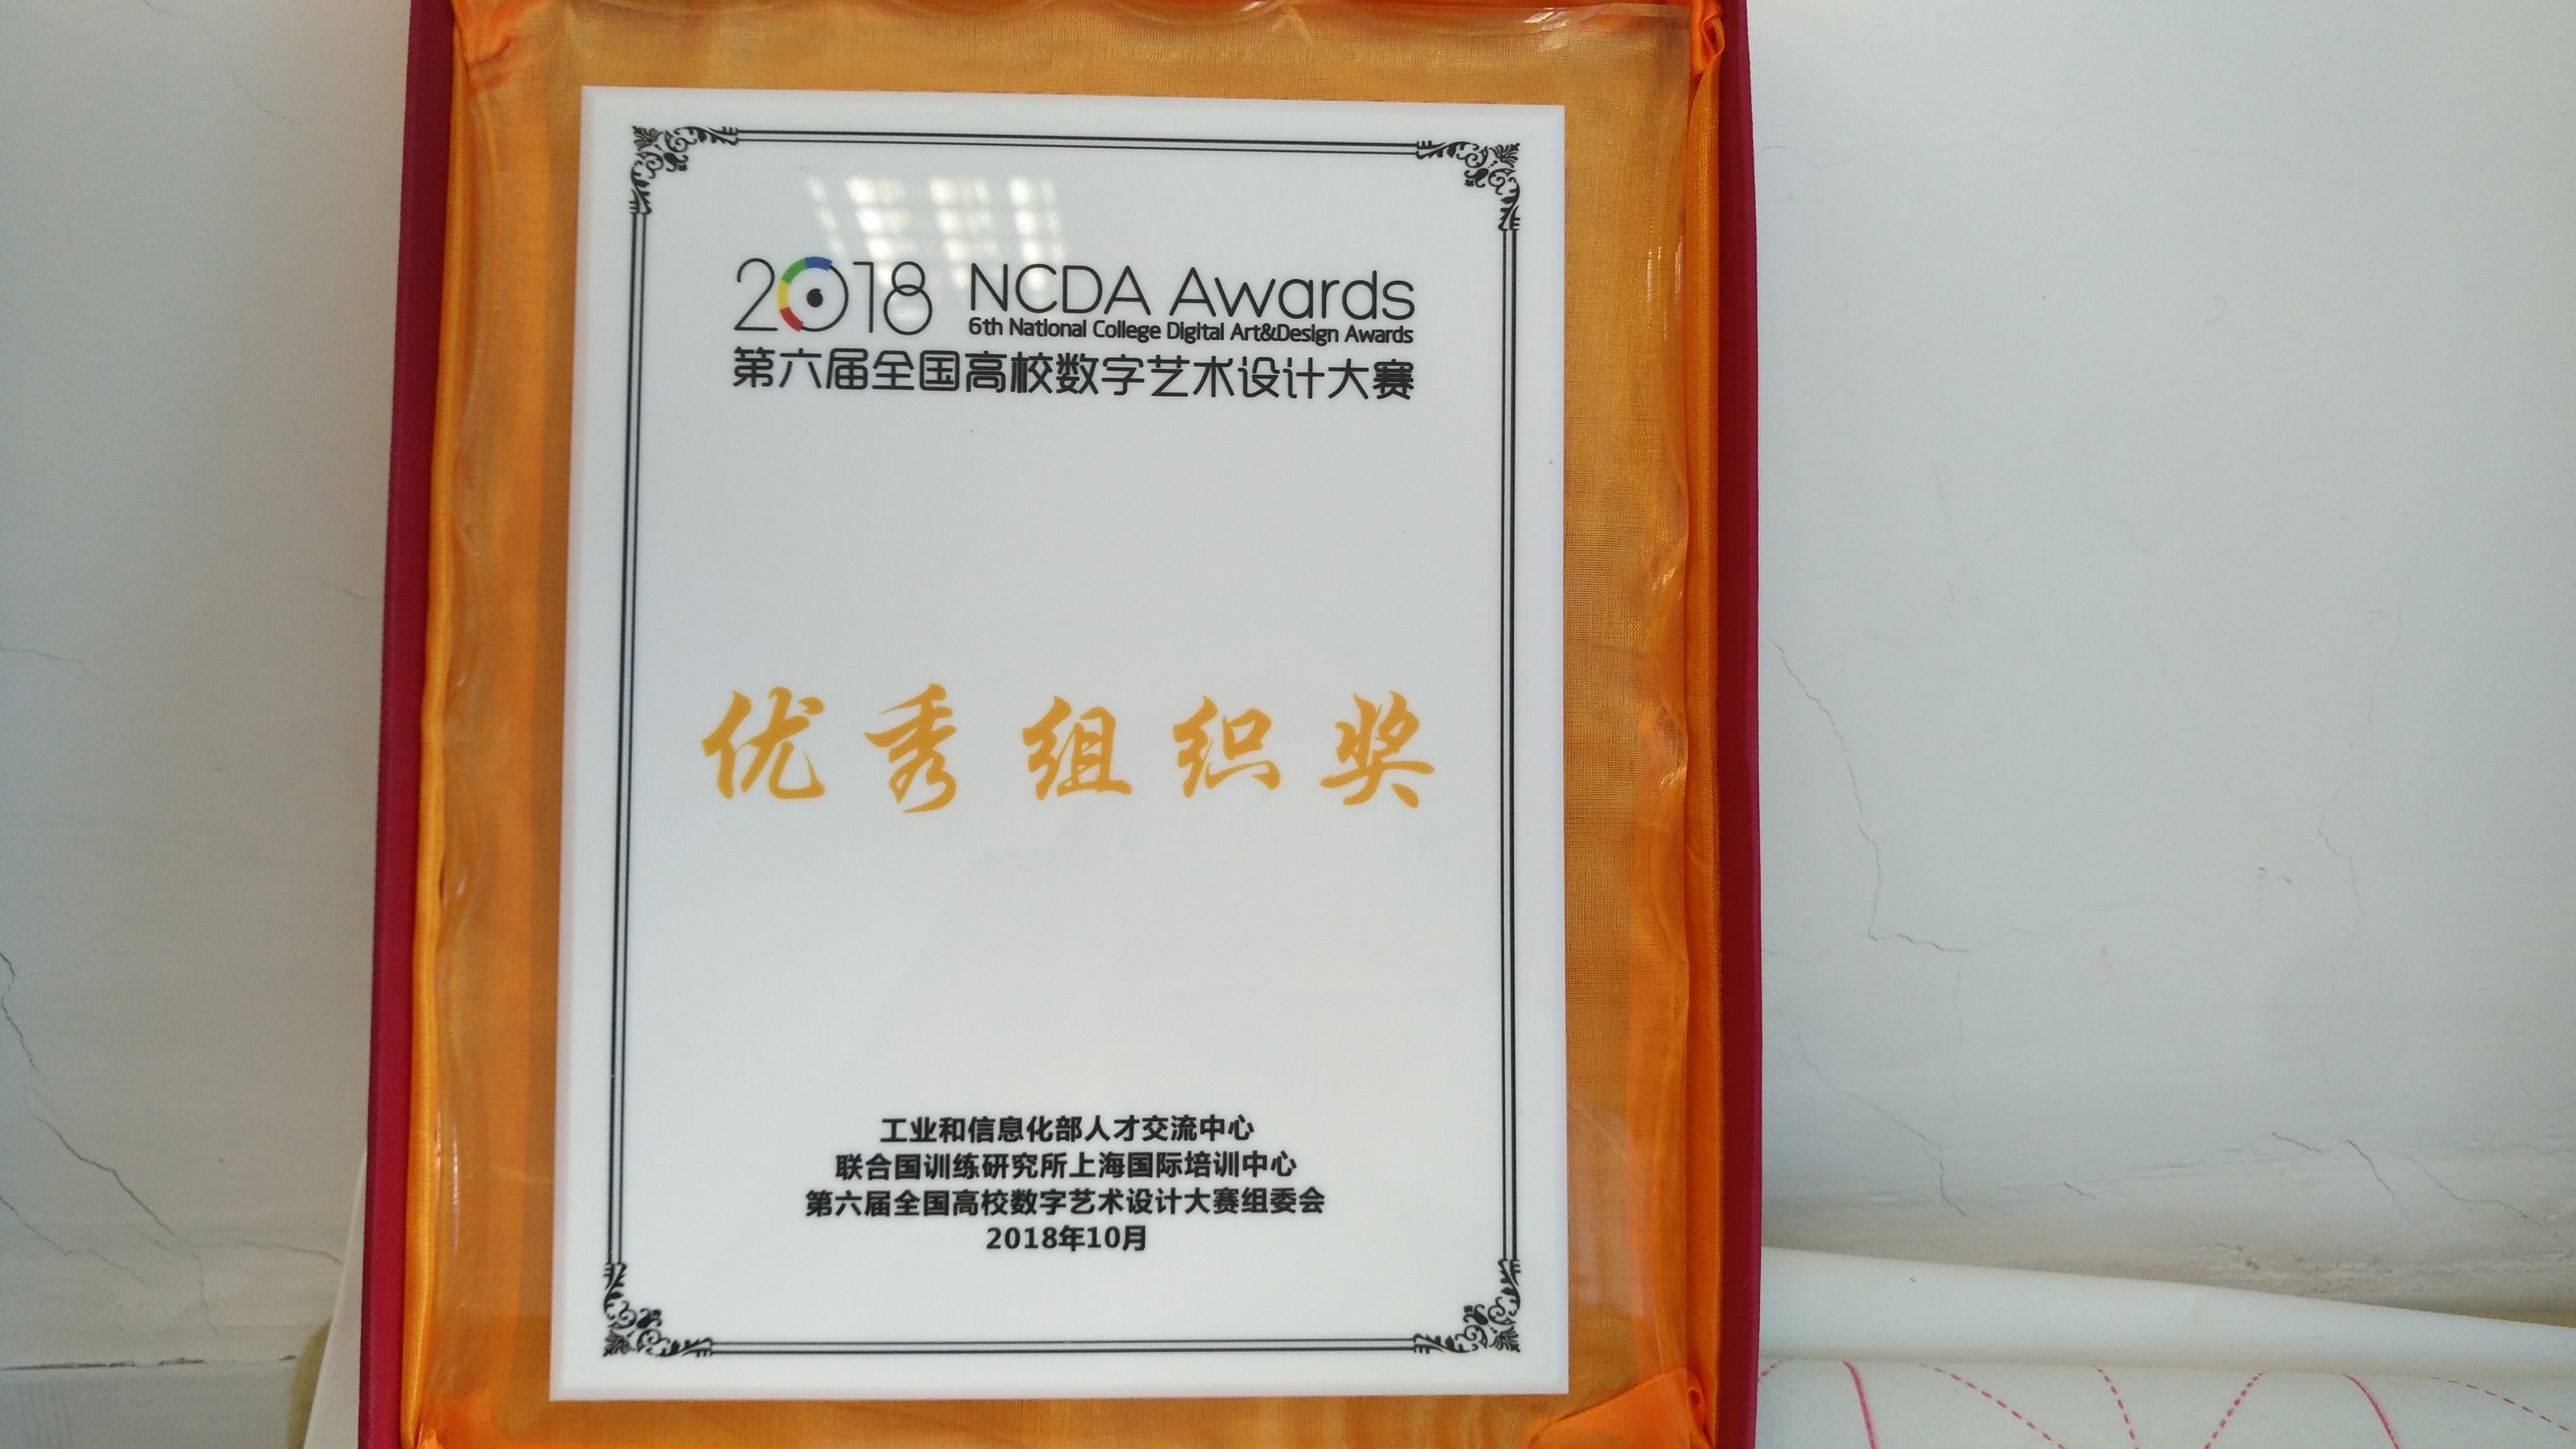 2018 NCDA Awards
6th National College Digital Art&Design Awards
第六届全国高校数字艺术设计大赛
优秀组织奖
工业和信息化部人才交流中心
联合国训练研究所上海国际培训中心
第六届全国高校数字艺术设计大赛组委会
2018年10月